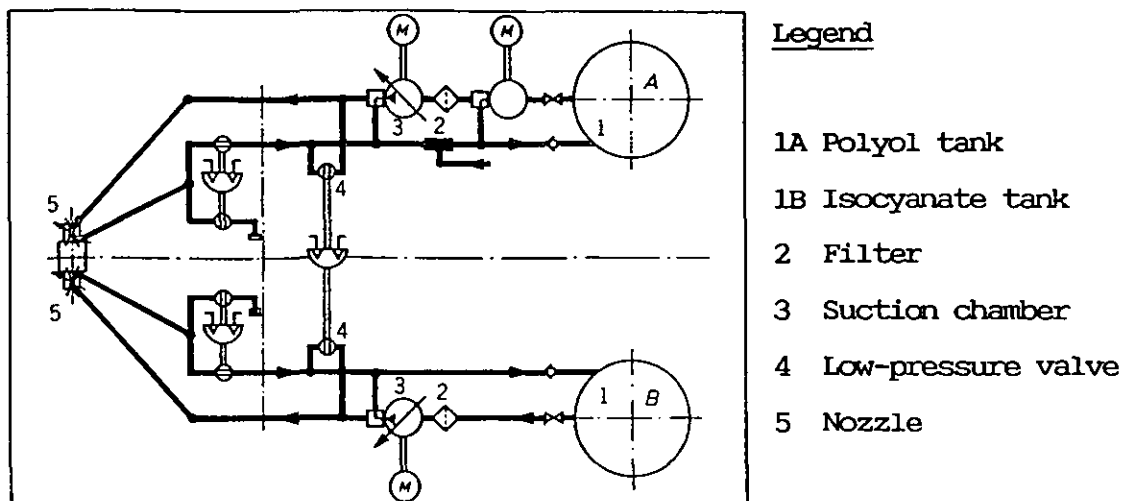 M
M
A
1
3
2
4
5
5
4
3
2
1
B
M
Legend
1A Polyol tank
1B Isocyanate tank
2 Filter
3 Suction chamber
4 Low-pressure valve
5 Nozzle